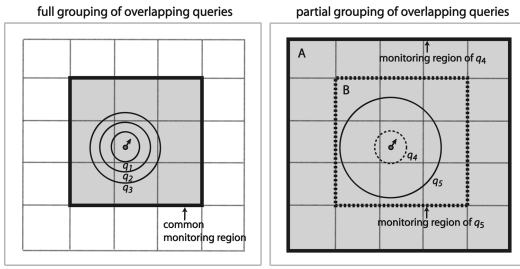 full grouping of overlapping queries
q1
q2
q3
common
monitoring region
partial grouping of overlapping queries
A
monitoring region of q4
B
q4
q5
monitoring region of q5